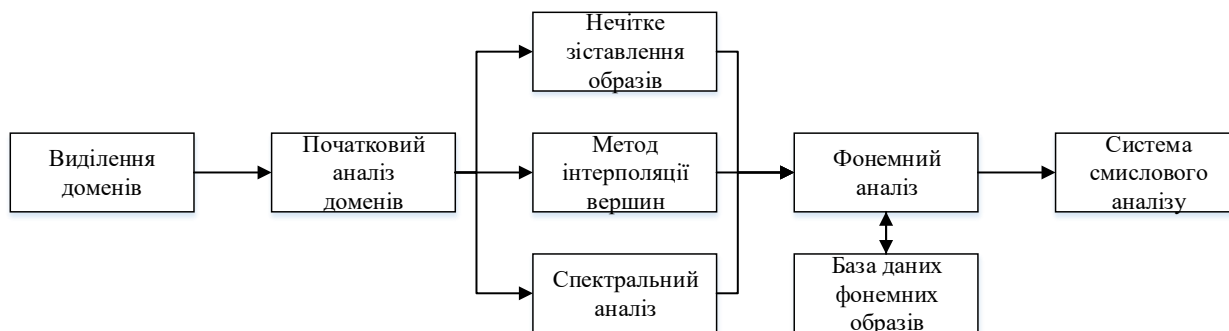 Виділення
доменів
Початковий
аналіз
доменів
Нечітке
зіставлення
образів
Метод
інтерполяції
вершин
Спектральний
аналіз
Фонемний
аналіз
База даних
фонемних
образів
Система
смислового
аналізу